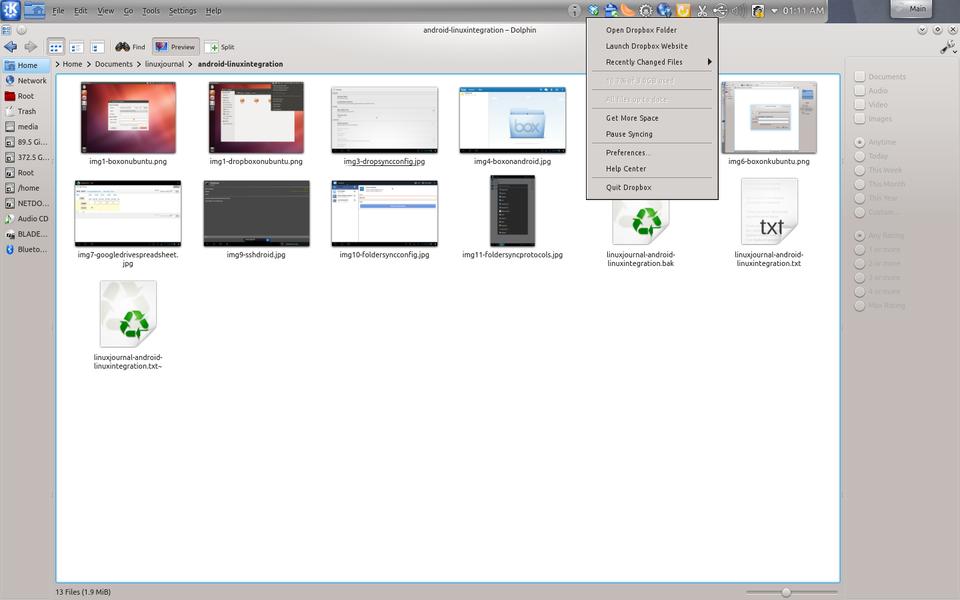 File Edit View Go Tools Settings Help
01:11 AM
Main
android-linuxintegration – Dolphin
Find Preview Split
Home
Network
Root
Trash
media
89.5 Gi...
372.5 G...
Root
/home
NETDO...
Audio CD
BLADE...
Blueto...
> Home > Documents > linuxjournal > android-linuxintegration
img1-boxonubuntu.png
img1-dropboxonubuntu.png
img3-dropsyncconfig.jpg
img4-boxonandroid.jpg
img6-boxonkubuntu.png
img7-googledrivespreadsheet.
jpg
img9-sshdroid.jpg
img10-foldersyncconfig.jpg
img11-foldersyncprotocols.jpg
linuxjournal-android-
linuxintegration.bak
txt
linuxjournal-android-
linuxintegration.txt
linuxjournal-android-
linuxintegration.txt~
Open Dropbox Folder
Launch Dropbox Website
Recently Changed Files
All files up to date
Get More Space
Pause Syncing
Preferences...
Help Center
Quit Dropbox
Documents
Audio
Video
Images
Anytime
Today
This Week
This Month
This Year
Custom...
Any Rating
1 or more
2 or more
3 or more
4 or more
Max Rating
13 Files (1.9 MiB)